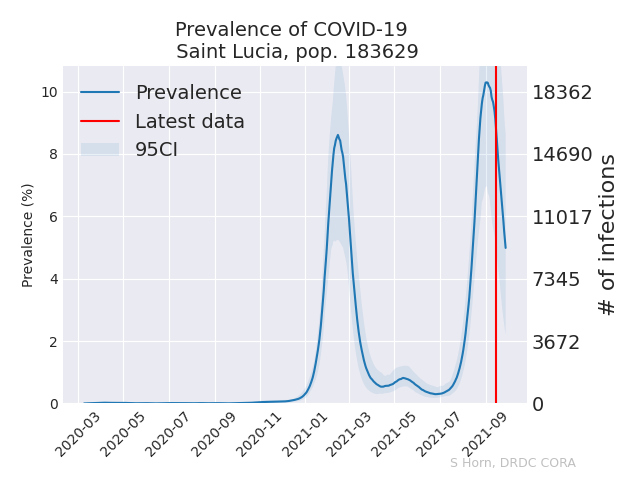 Prevalence of COVID-19
Saint Lucia, pop. 183629
Prevalence
Latest data
95CI
Prevalence (%)
10
8
6
4
2
0
18362
14690
11017
7345
3672
0
# of infections
2020-03
2020-05
2020-07
2020-09
2020-11
2021-01
2021-03
2021-05
2021-07
2021-09
S Horn, DRDC CORA